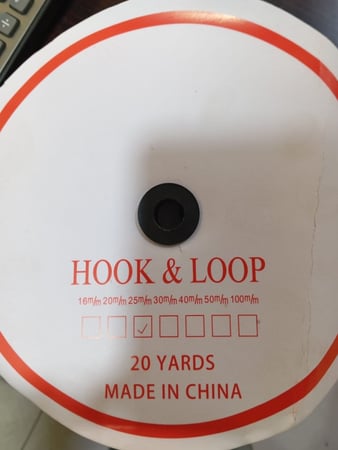 HOOK & LOOP
16m/m 20m/m 25m/m 30m/m 40m/m 50m/m 100m/m
20 YARDS
MADE IN CHINA